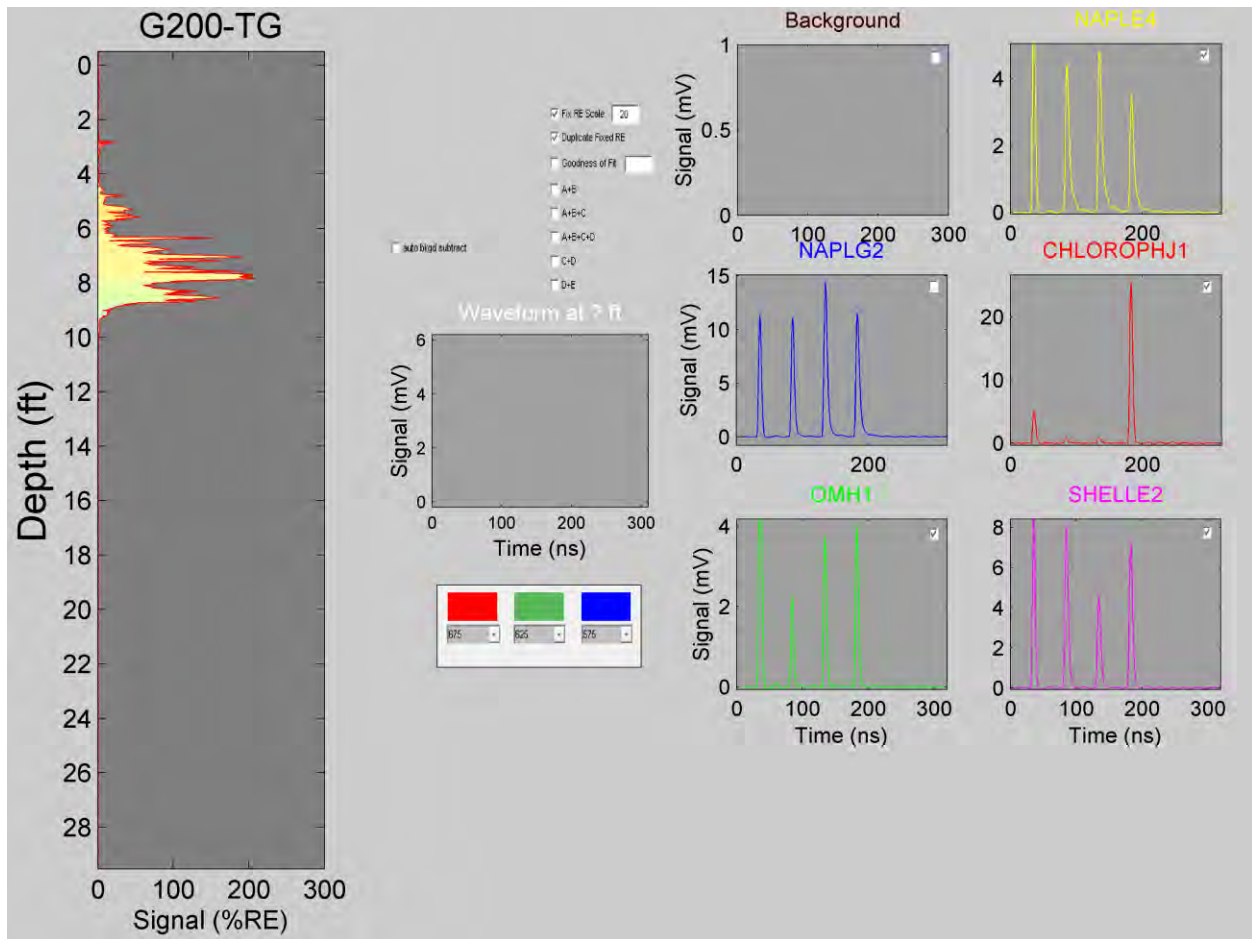 G200-TG
0
2
4
6
8
10
12
14
16
18
20
22
24
26
28
Depth (ft)
0 100 200 300
Signal (%RE)
Fix RE Scale 20
Duplicate Fixed RE
Goodness of Fit
A+B
A+B+C
A+B+C+D
C+D
D+E
auto bkgd subtract
Waveform at ? ft
6
4
2
0
Signal (mV)
0 100 200 300
Time (ns)
675 625 575
Background
1
0.5
0
Signal (mV)
0 100 200 300
NAPLE4
4
2
0
200
NAPLG2
15
10
5
0
Signal (mV)
0 200
CHLOROPHJ1
20
10
0
0 200
OMH1
4
2
0
Signal (mV)
0 100 200 300
Time (ns)
SHELLE2
8
6
4
2
0
0 100 200 300
Time (ns)